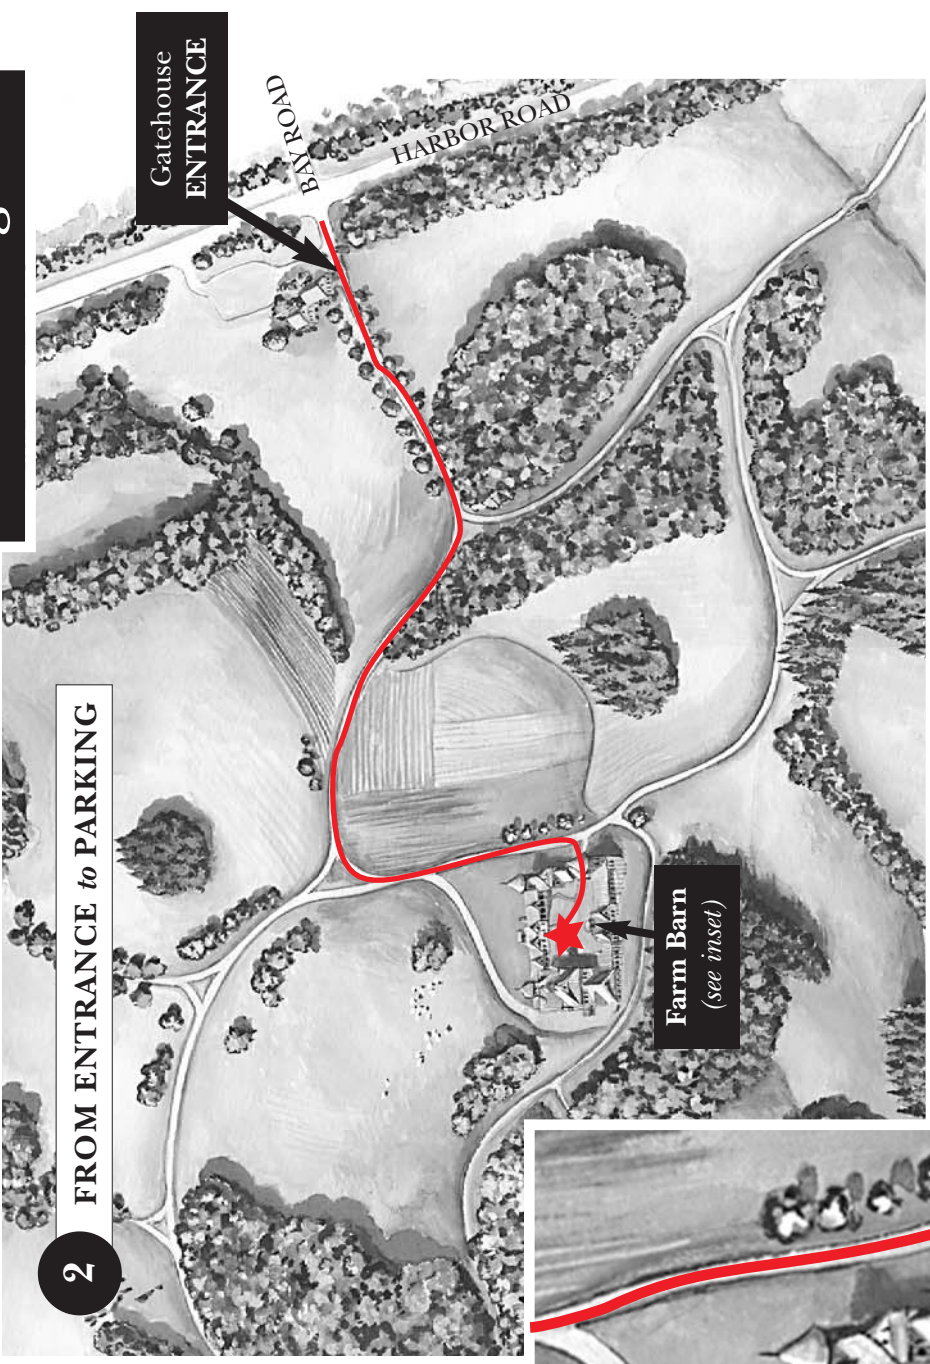 2 FROM ENTRANCE to PARKING
Gatehouse
ENTRANCE
BAY ROAD
HARBOR ROAD
Farm Barn
(see inset)